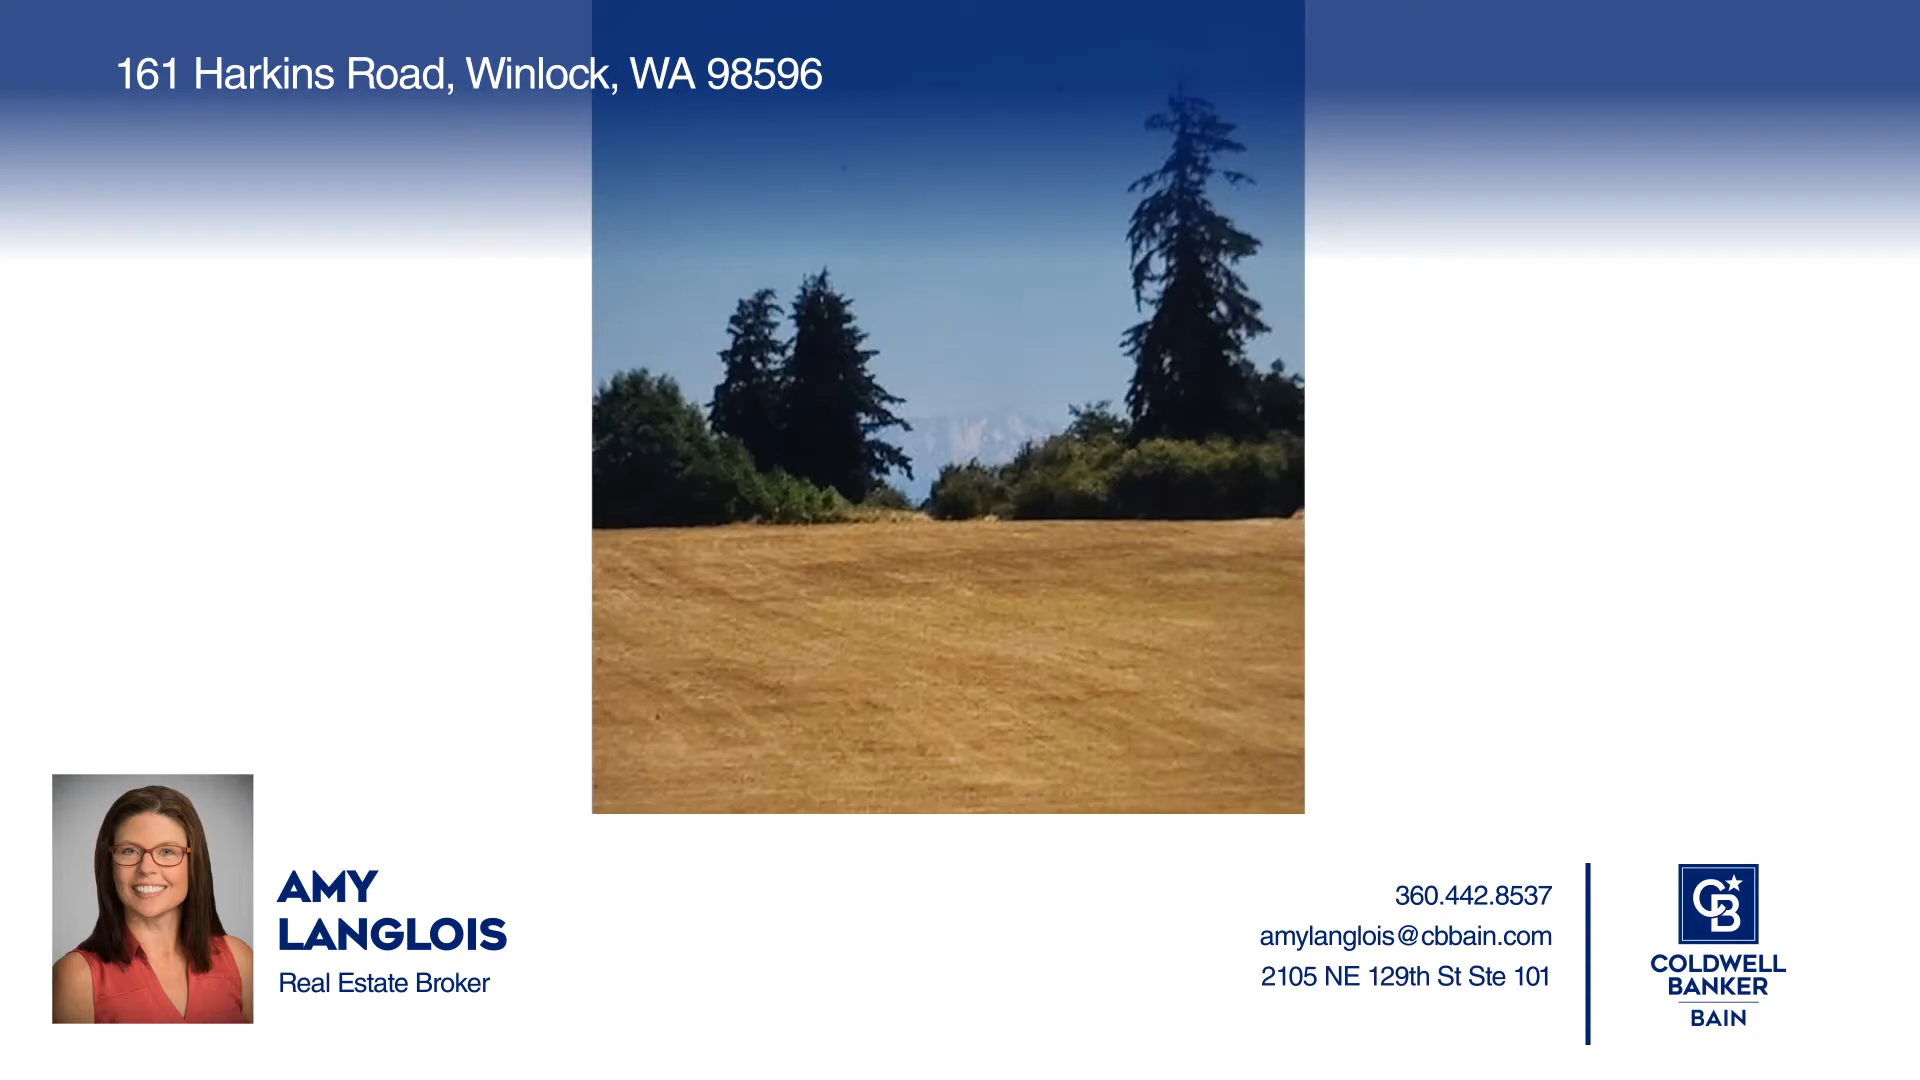 161 Harkins Road, Winlock, WA 98596
AMY
LANGLOIS
Real Estate Broker
360.442.8537
amylanglois@cbbain.com
2105 NE 129th St Ste 101
CB
COLDWELL
BANKER
BAIN